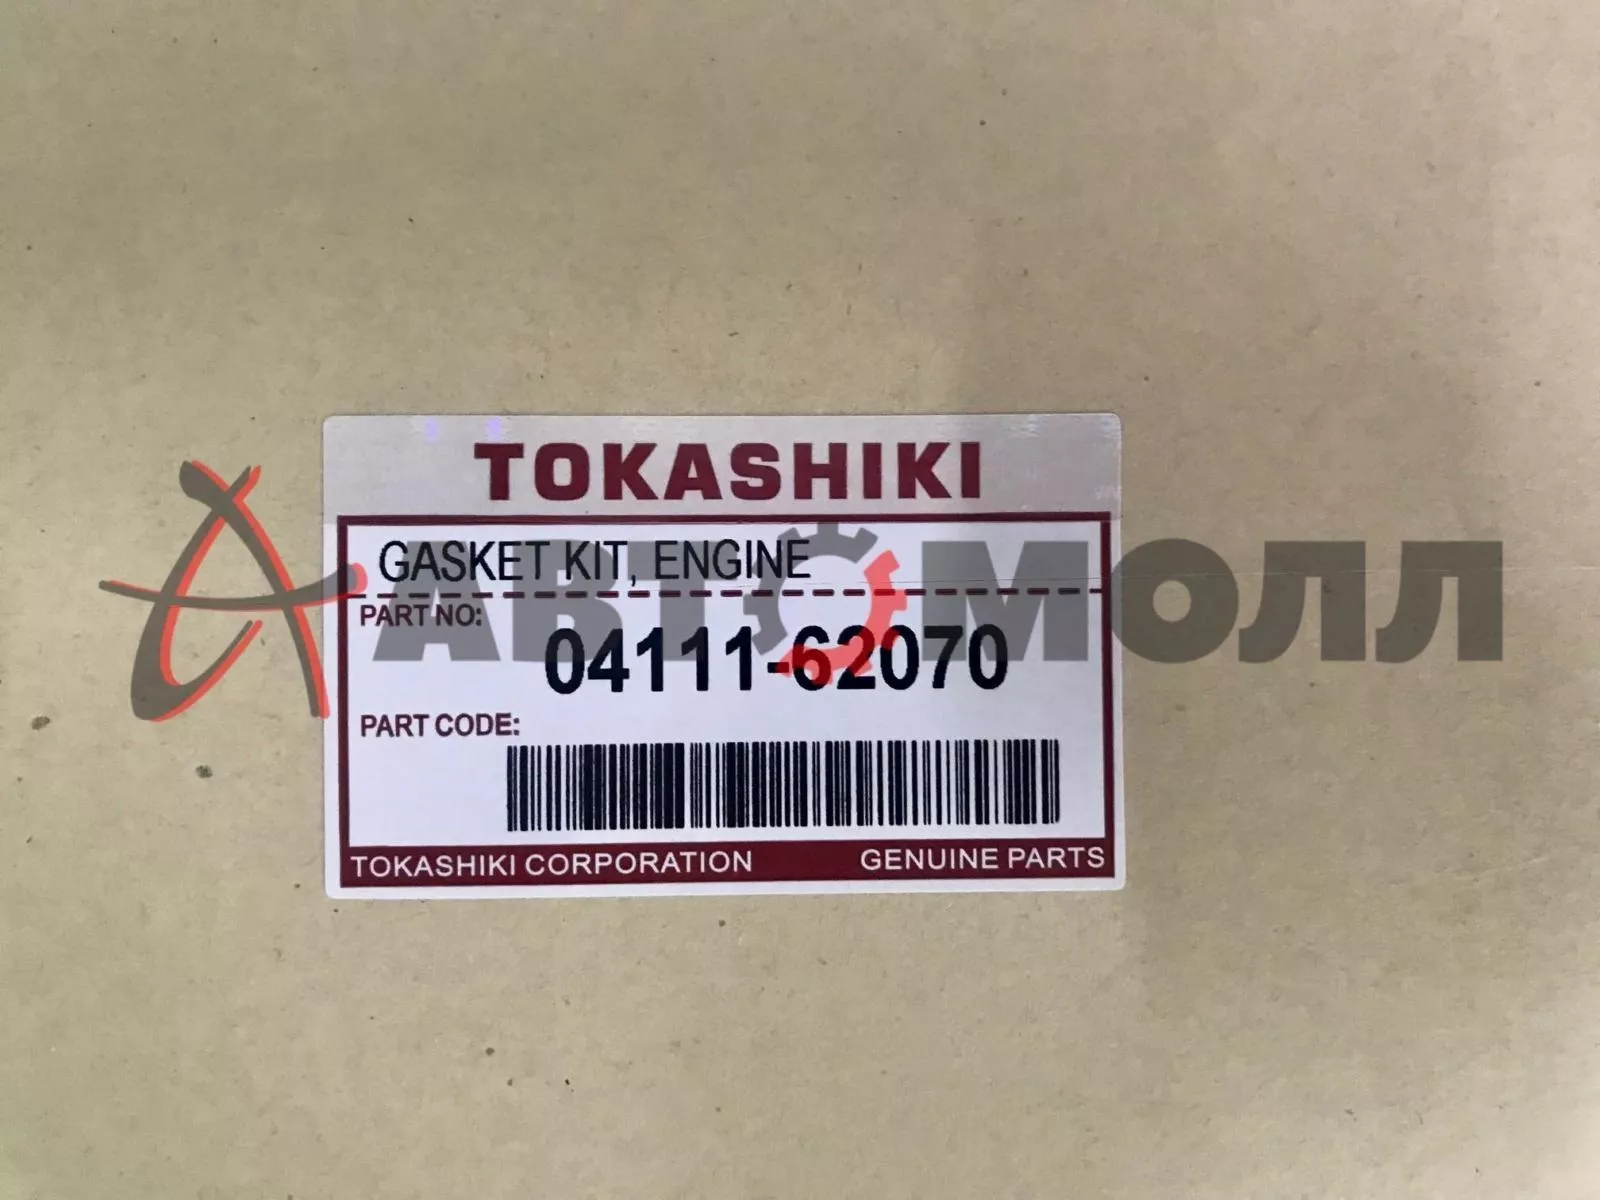 TOKASHIKI
GASKET KIT, ENGINE
АВТОМОЛЛ
PART NO:
04111-62070
PART CODE:
TOKASHIKI CORPORATION GENUINE PARTS